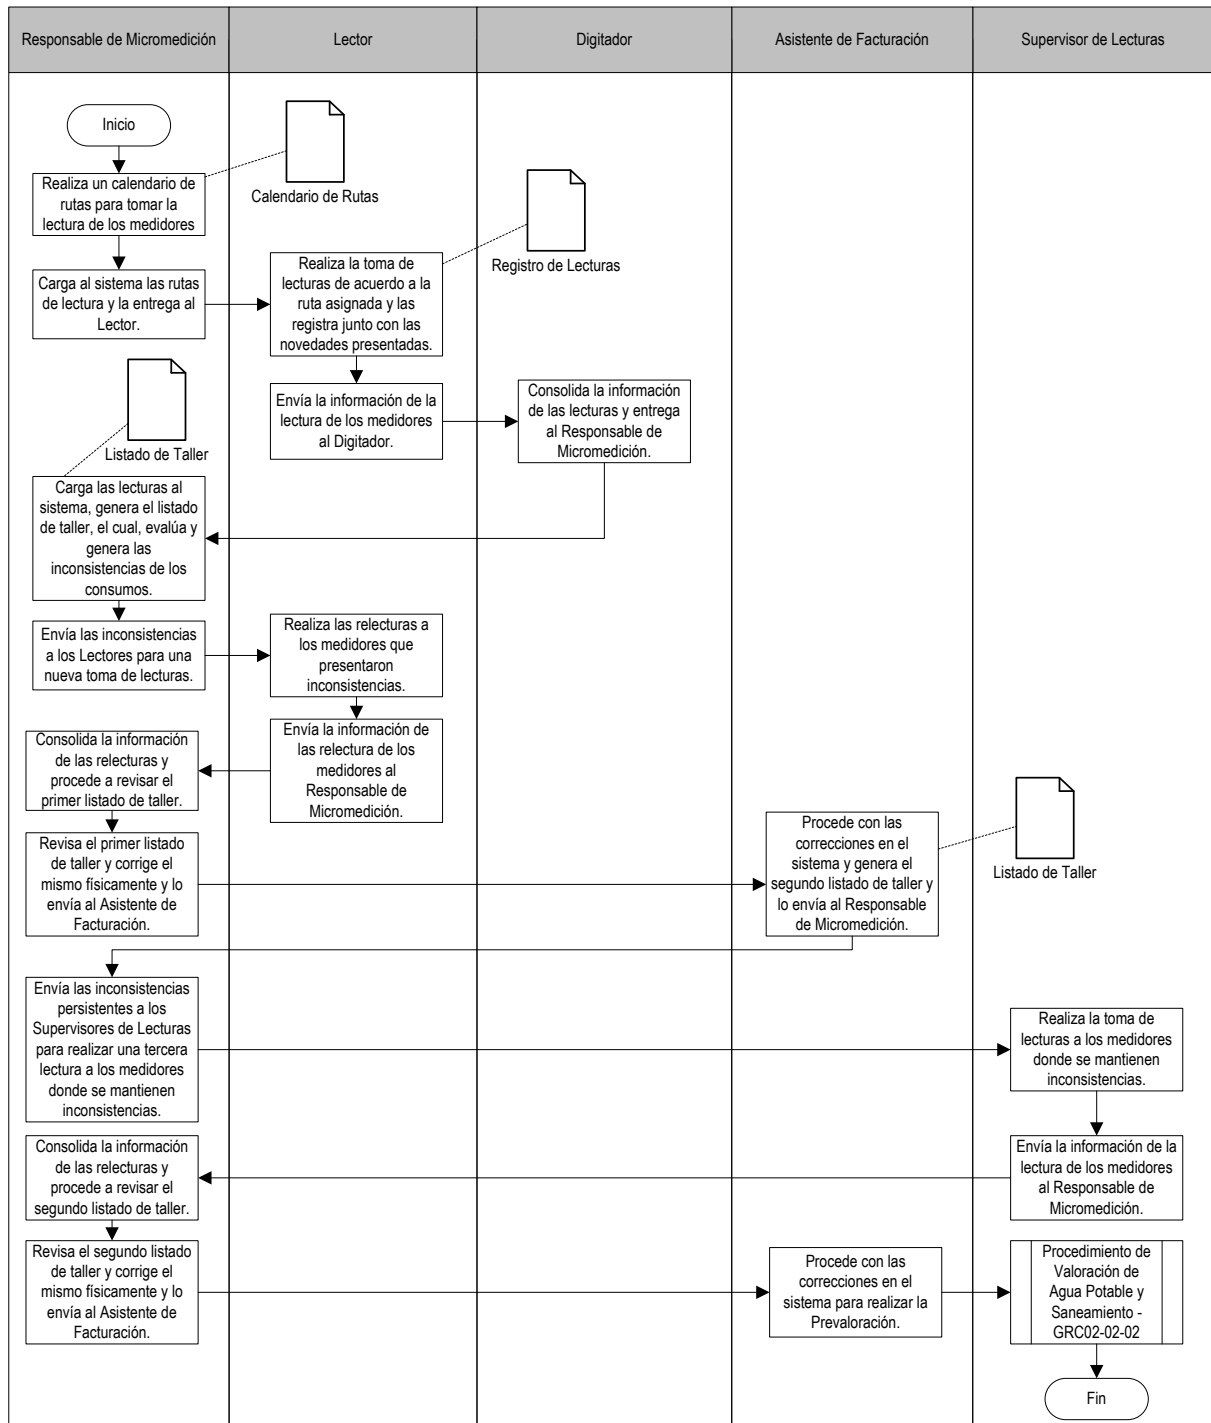 Responsable de Micromedición
Lector
Digitador
Asistente de Facturación
Supervisor de Lecturas
Inicio
Realiza un calendario de
rutas para tomar la
lectura de los medidores
Calendario de Rutas
Carga al sistema las rutas
de lectura y la entrega al
Lector.
Realiza la toma de
lecturas de acuerdo a la
ruta asignada y las
registra junto con las
novedades presentadas.
Registro de Lecturas
Envía la información de la
lectura de los medidores
al Digitador.
Consolida la información
de las lecturas y entrega
al Responsable de
Micromedición.
Listado de Taller
Carga las lecturas al
sistema, genera el listado
de taller, el cual, evalúa y
genera las
inconsistencias de los
consumos.
Envía las inconsistencias
a los Lectores para una
nueva toma de lecturas.
Realiza las relecturas a
los medidores que
presentaron
inconsistencias.
Envía la información de
las relectura de los
medidores al
Responsable de
Micromedición.
Consolida la información
de las relecturas y
procede a revisar el
primer listado de taller.
Revisa el primer listado
de taller y corrige el
mismo físicamente y lo
envía al Asistente de
Facturación.
Procede con las
correcciones en el
sistema y genera el
segundo listado de taller y
lo envía al Responsable
de Micromedición.
Listado de Taller
Envía las inconsistencias
persistentes a los
Supervisores de Lecturas
para realizar una tercera
lectura a los medidores
donde se mantienen
inconsistencias.
Realiza la toma de
lecturas a los medidores
donde se mantienen
inconsistencias.
Envía la información de la
lectura de los medidores
al Responsable de
Micromedición.
Consolida la información
de las relecturas y
procede a revisar el
segundo listado de taller.
Revisa el segundo listado
de taller y corrige el
mismo físicamente y lo
envía al Asistente de
Facturación.
Procede con las
correcciones en el
sistema para realizar la
Prevaloración.
Procedimiento de
Valoración de
Agua Potable y
Saneamiento -
GRC02-02-02
Fin